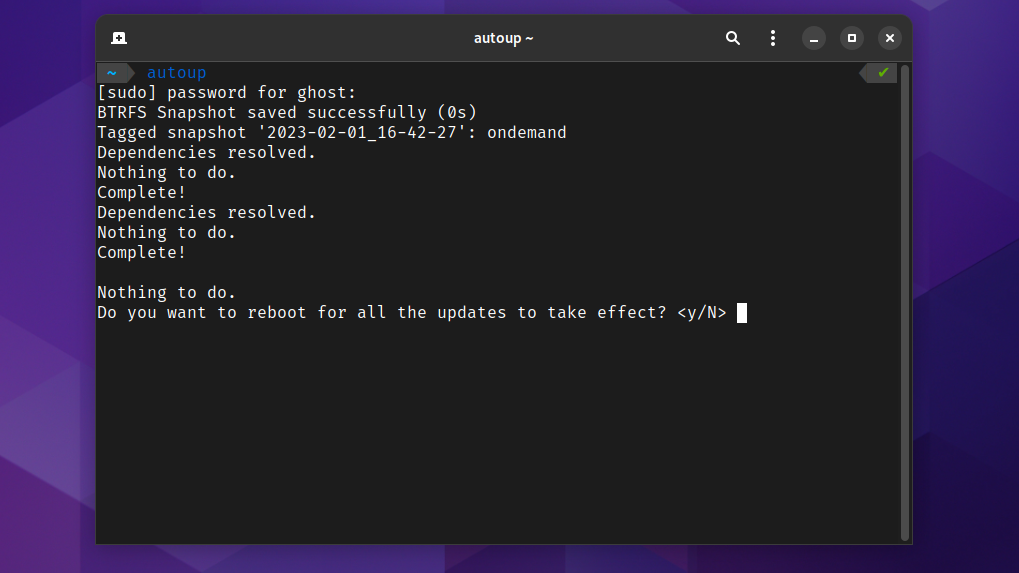 autoup ~
~ autoup ✔
[sudo] password for ghost:
BTRFS Snapshot saved successfully (0s)
Tagged snapshot '2023-02-01_16-42-27': ondemand
Dependencies resolved.
Nothing to do.
Complete!
Dependencies resolved.
Nothing to do.
Complete!
Nothing to do.
Do you want to reboot for all the updates to take effect? <y/N>